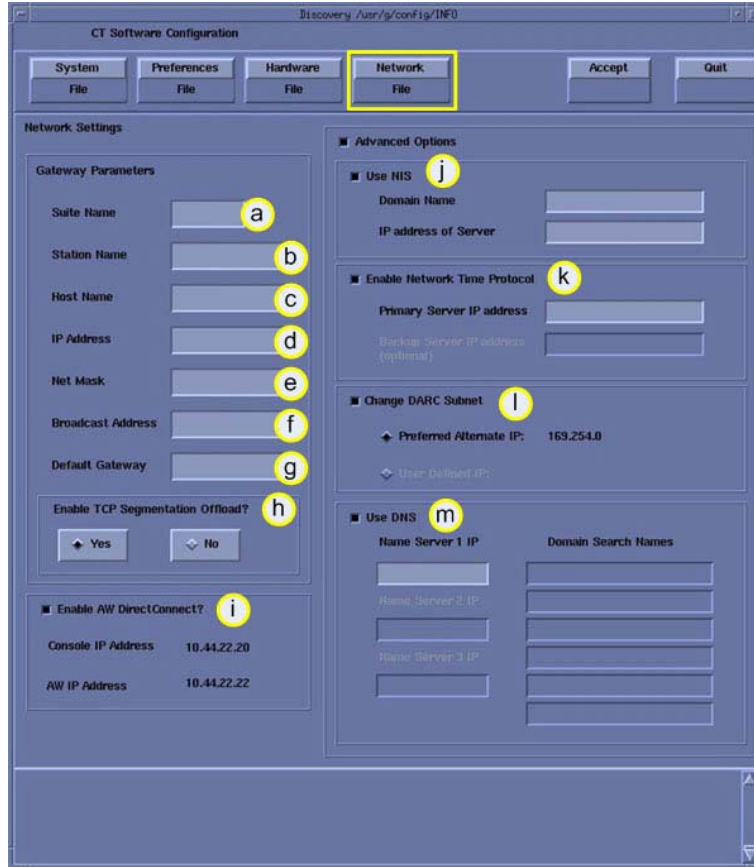 Discovery /usr/g/config/INFO
CT Software Configuration
System
File
Preferences
File
Hardware
File
Network
File
Accept
Quit
Network Settings
Gateway Parameters
Suite Name a
Station Name b
Host Name c
IP Address d
Net Mask e
Broadcast Address f
Default Gateway g
Enable TCP Segmentation Offload? h
Yes No
Enable AW DirectConnect? i
Console IP Address 10.44.22.20
AW IP Address 10.44.22.22
Advanced Options
Use NIS j
Domain Name
IP address of Server
Enable Network Time Protocol k
Primary Server IP address
Backup Server IP address
(optional)
Change DARC Subnet l
Preferred Alternate IP: 169.254.0
User Defined IP:
Use DNS m
Name Server 1 IP Domain Search Names
Name Server 2 IP
Name Server 3 IP